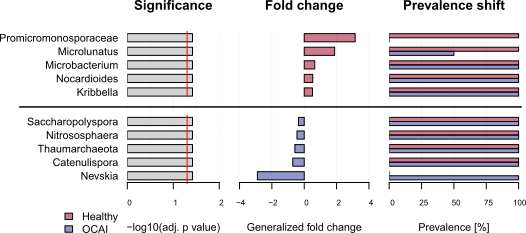 Significance Fold change Prevalence shift
Promicromonosporaceae
Microlunatus
Microbacterium
Nocardioides
Kribbella
Saccharopolyspora
Nitrososphaera
Thaumarchaeota
Catenulispora
Nevskia
0 1 2 −4 −2 0 2 4 0 25 50 75 100
Healthy
OCAI
−log10(adj. p value) Generalized fold change Prevalence [%]